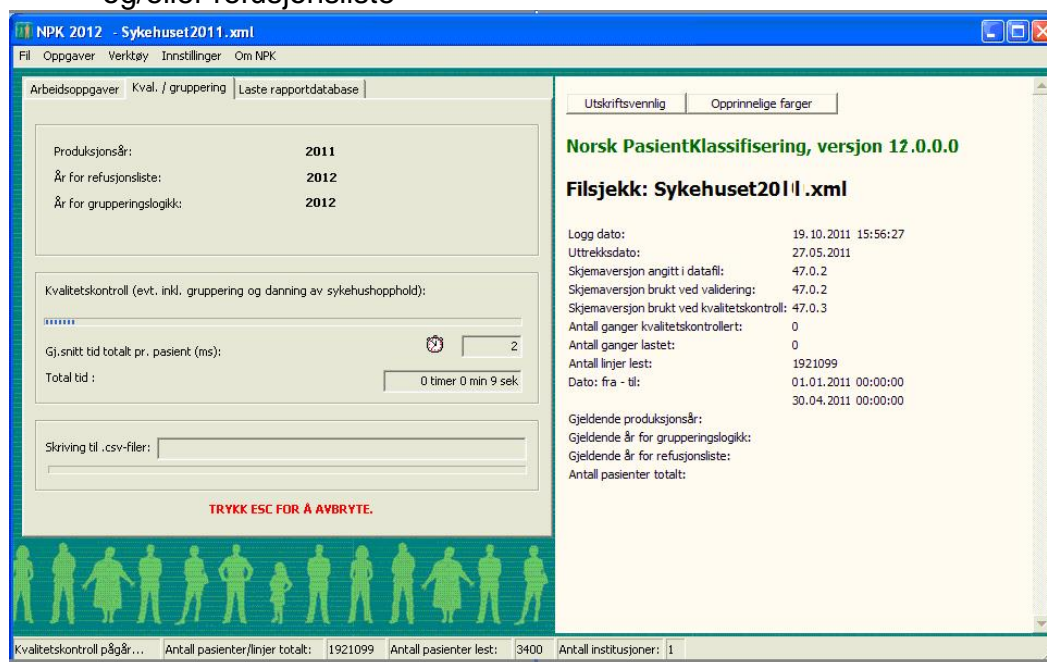 og/eller refusjonsliste
NPK 2012 - Sykehuset2011.xml
Fil Oppgaver Verktøy Innstillinger Om NPK
Arbeidsoppgaver Kval. / gruppering Laste rapportdatabase
Produksjonsår: 2011
År for refusjonsliste: 2012
År for grupperingslogikk: 2012
Kvalitetskontroll (evt. inkl. gruppering og danning av sykehushopphold):
Gj.snitt tid totalt pr. pasient (ms): 2
Total tid : 0 timer 0 min 9 sek
Skriving til .csv-filer:
TRYKK ESC FOR Å AVBRYTE.
Utskriftsvennlig Opprinnelige farger
Norsk PasientKlassifisering, versjon 12.0.0.0
Filsjekk: Sykehuset2011.xml
Logg dato: 19.10.2011 15:56:27
Uttrekksdato: 27.05.2011
Skjemaversjon angitt i datafil: 47.0.2
Skjemaversjon brukt ved validering: 47.0.2
Skjemaversjon brukt ved kvalitetskontroll: 47.0.3
Antall ganger kvalitetskontrollert: 0
Antall ganger lastet: 0
Antall linjer lest: 1921099
Dato: fra - til: 01.01.2011 00:00:00
30.04.2011 00:00:00
Gjeldende produksjonsår:
Gjeldende år for grupperingslogikk:
Gjeldende år for refusjonsliste:
Antall pasienter totalt:
Kvalitetskontroll pågår... Antall pasienter/linjer totalt: 1921099 Antall pasienter lest: 3400 Antall institusjoner: 1